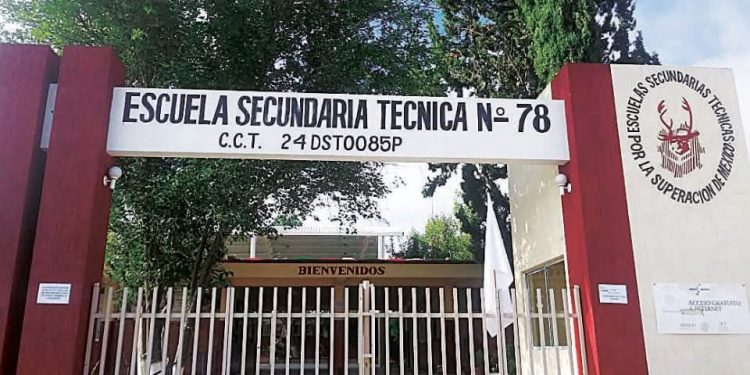 ESCUELA SECUNDARIA TECNICA No- 78
C.C.T. 24DST0085P
ESCUELAS SECUNDARIAS TECNICAS
POR LA SUPERACION DE MEXICO
BIENVENIDOS
ACCESO GRATUITO
A INTERNET